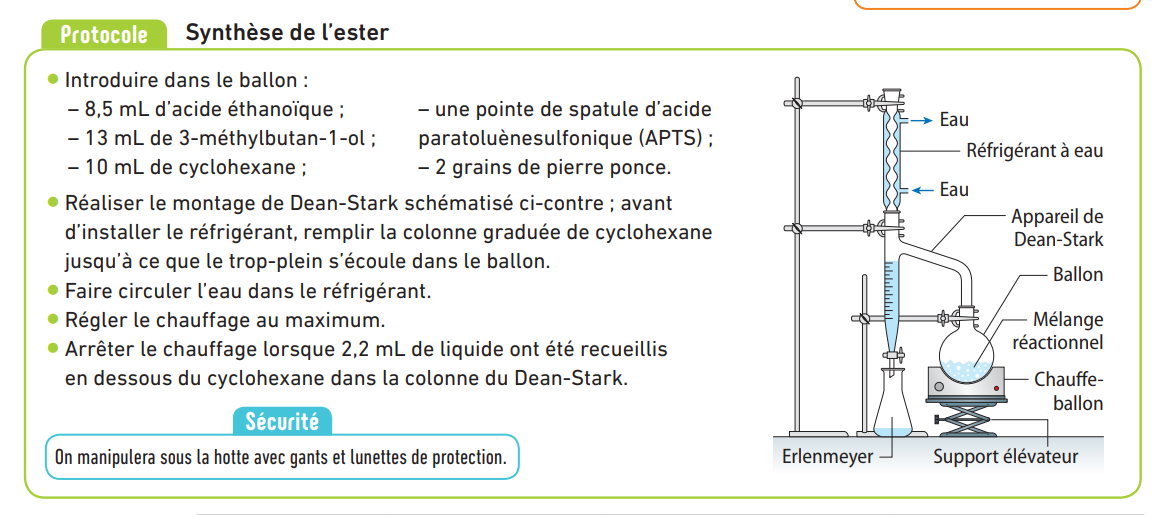 Protocole Synthèse de l'ester
• Introduire dans le ballon :
– 8,5 mL d'acide éthanoïque ;
– 13 mL de 3-méthylbutan-1-ol ;
– 10 mL de cyclohexane ;
– une pointe de spatule d'acide
paratoluènesulfonique (APTS) ;
– 2 grains de pierre ponce.
• Réaliser le montage de Dean-Stark schématisé ci-contre ; avant
d'installer le réfrigérant, remplir la colonne graduée de cyclohexane
jusqu'à ce que le trop-plein s'écoule dans le ballon.
• Faire circuler l'eau dans le réfrigérant.
• Régler le chauffage au maximum.
• Arrêter le chauffage lorsque 2,2 mL de liquide ont été recueillis
en dessous du cyclohexane dans la colonne du Dean-Stark.
Sécurité
On manipulera sous la hotte avec gants et lunettes de protection.
Eau
Réfrigérant à eau
Eau
Appareil de
Dean-Stark
Ballon
Mélange
réactionnel
Chauffe-
ballon
Erlenmeyer
Support élévateur